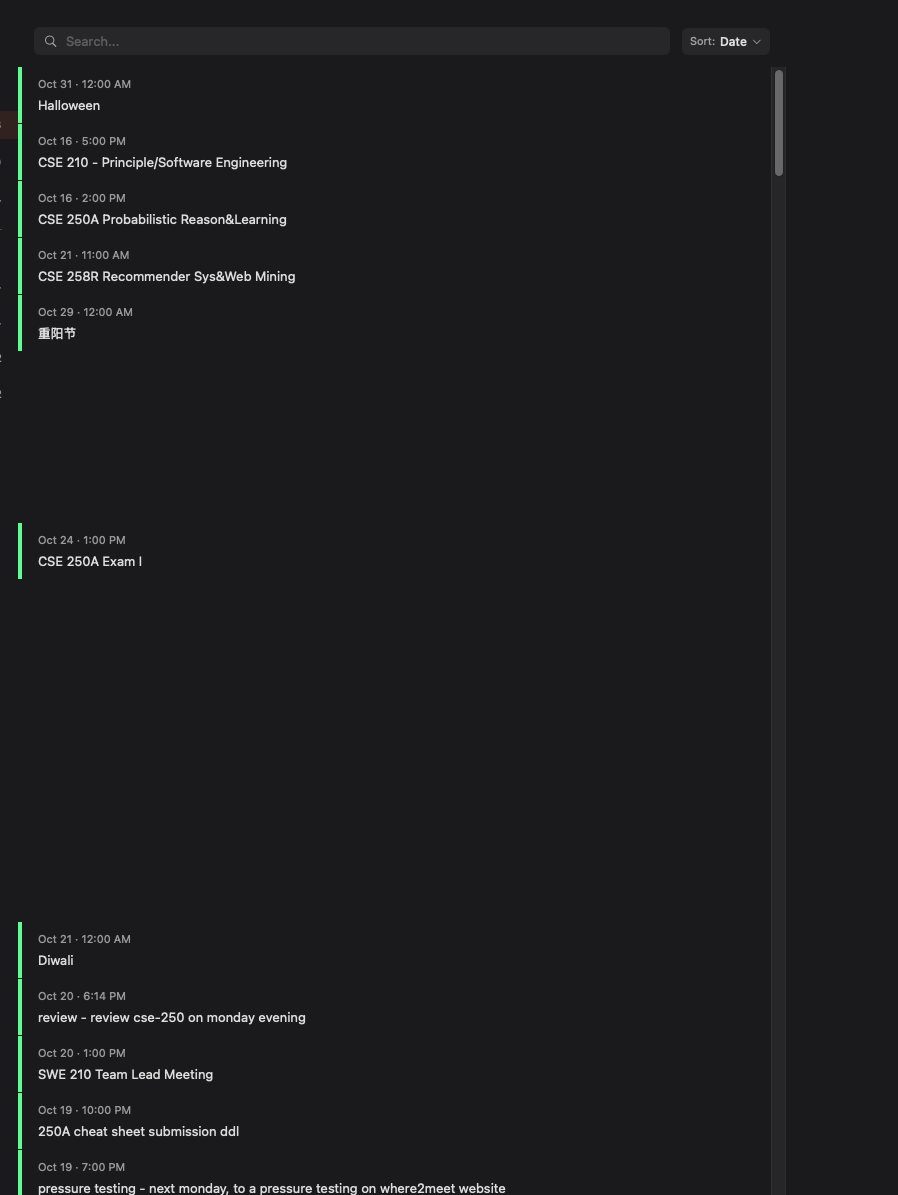 Search...
Sort: Date
Oct 31 · 12:00 AM
Halloween
Oct 16 · 5:00 PM
CSE 210 - Principle/Software Engineering
Oct 16 · 2:00 PM
CSE 250A Probabilistic Reason&Learning
Oct 21 · 11:00 AM
CSE 258R Recommender Sys&Web Mining
Oct 29 · 12:00 AM
重阳节
Oct 24 · 1:00 PM
CSE 250A Exam I
Oct 21 · 12:00 AM
Diwali
Oct 20 · 6:14 PM
review - review cse-250 on monday evening
Oct 20 · 1:00 PM
SWE 210 Team Lead Meeting
Oct 19 · 10:00 PM
250A cheat sheet submission ddl
Oct 19 · 7:00 PM
pressure testing - next monday, to a pressure testing on where2meet website